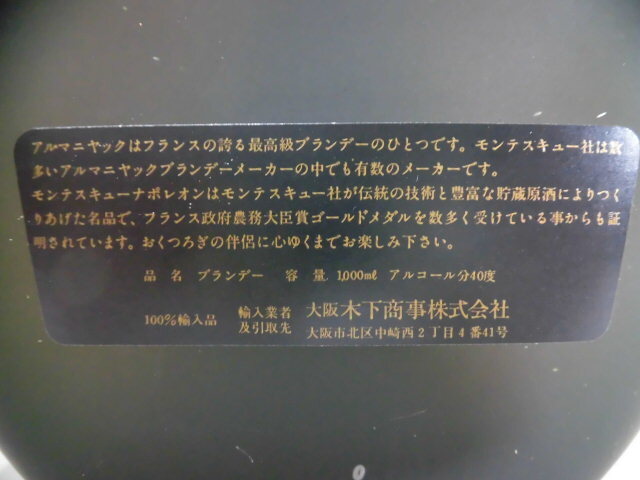 アルマニヤックはフランスの誇る最高級ブランデーのひとつです。モンテスキュー社は数
多いアルマニヤックブランデーメーカーの中でも有数のメーカーです。
モンテスキューナポレオンはモンテスキュー社が伝統の技術と豊富な貯蔵原酒によりつく
りあげた名品で、フランス政府農務大臣賞ゴールドメダルを数多く受けている事からも証
明されています。おくつろぎの伴侶に心ゆくまでお楽しみ下さい。
品名 ブランデー 容量 1,000ml アルコール分40度
100%輸入品 輸入業者及引取先 大阪木下商事株式会社
大阪市北区中崎西2丁目4番41号